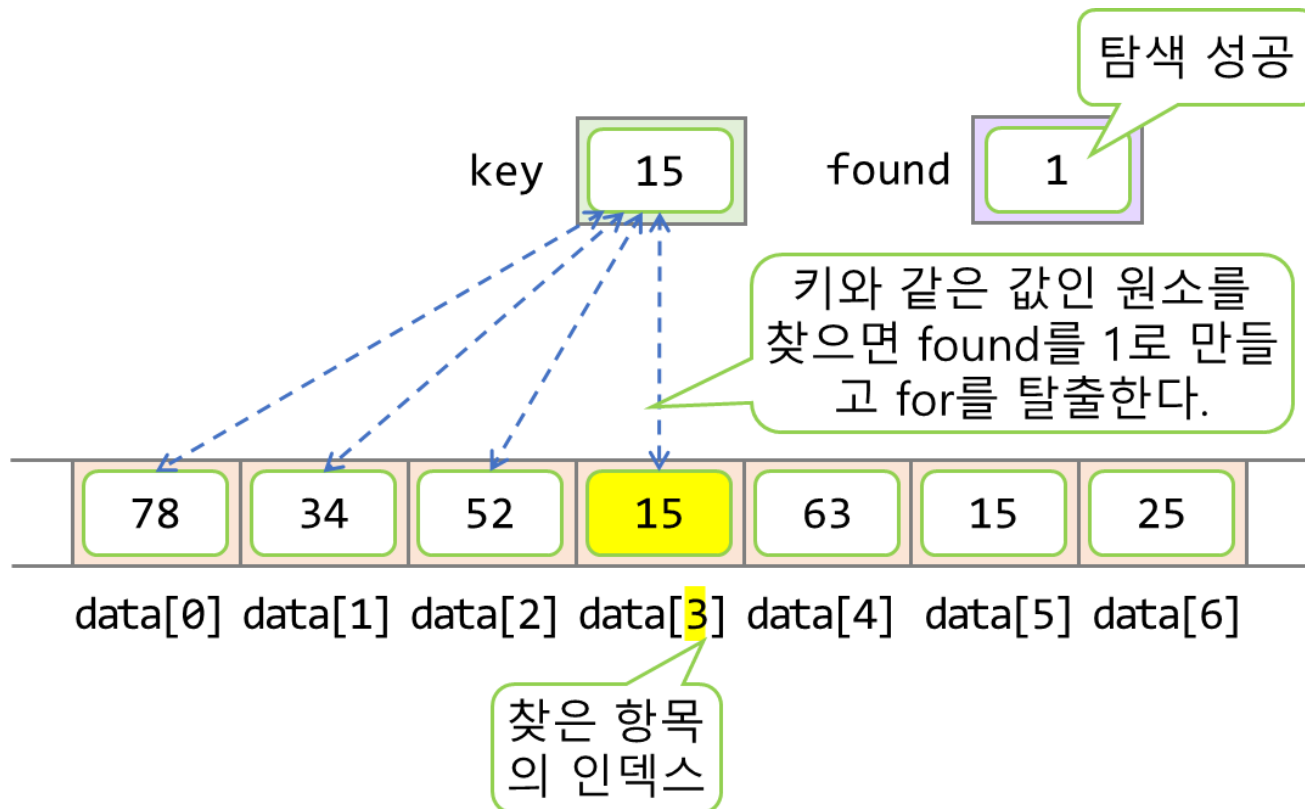 탐색 성공
key 15 found 1
키와 같은 값인 원소를
찾으면 found를 1로 만들
고 for를 탈출한다.
78 34 52 15 63 15 25
data[0] data[1] data[2] data[3] data[4] data[5] data[6]
찾은 항목
의 인덱스